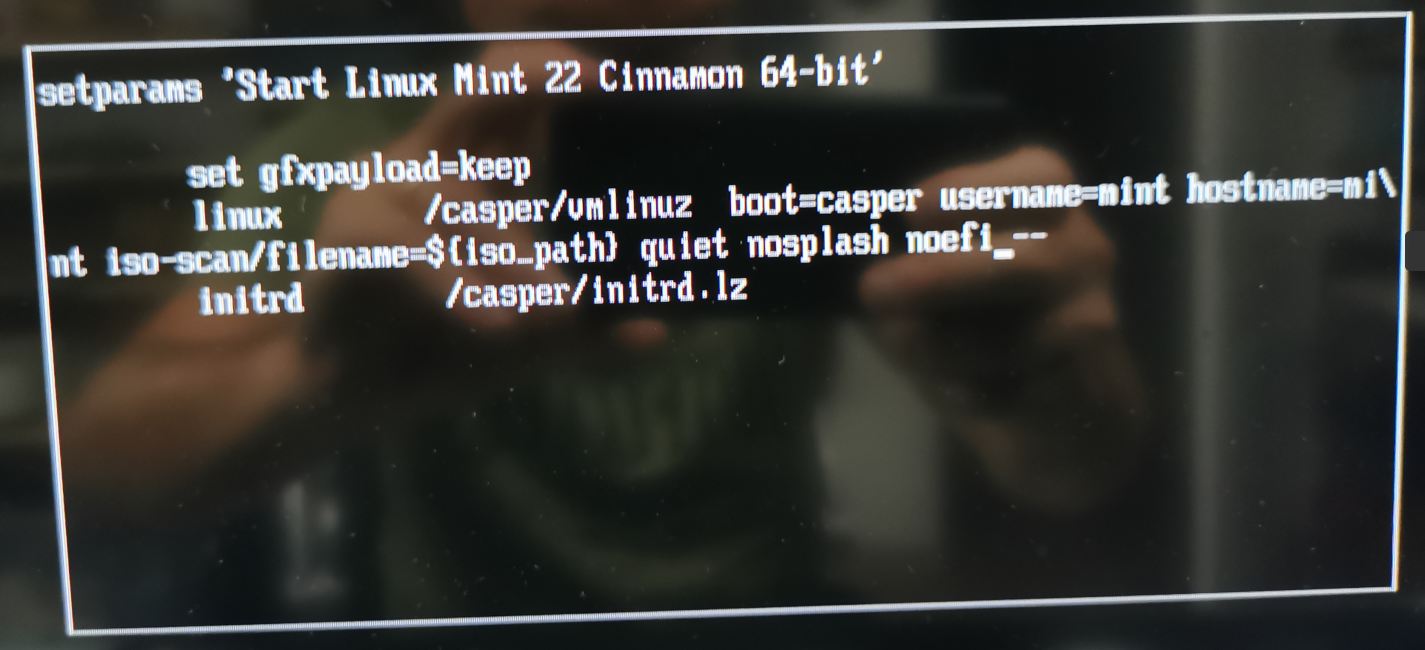 setparams 'Start Linux Mint 22 Cinnamon 64-bit'
set gfxpayload=keep
linux /casper/vmlinuz boot=casper username=mint hostname=mi\
nt iso-scan/filename=${iso_path} quiet nosplash noefi_--
initrd /casper/initrd.lz